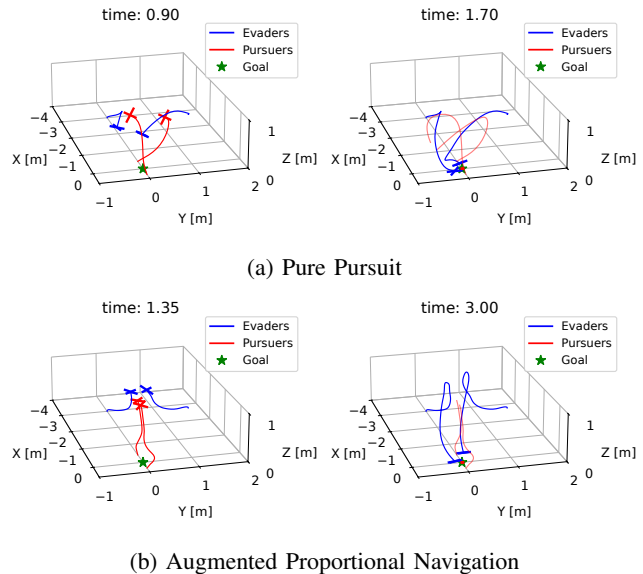 time: 0.90
Evaders
Pursuers
Goal
−4
−3
−2
−1
0
X [m]
−1
0
1
2
Y [m]
0
1
Z [m]
time: 1.70
Evaders
Pursuers
Goal
−4
−3
−2
−1
0
X [m]
−1
0
1
2
Y [m]
0
1
Z [m]
(a) Pure Pursuit
time: 1.35
Evaders
Pursuers
Goal
−4
−3
−2
−1
0
X [m]
−1
0
1
2
Y [m]
0
1
Z [m]
time: 3.00
Evaders
Pursuers
Goal
−4
−3
−2
−1
0
X [m]
−1
0
1
2
Y [m]
0
1
Z [m]
(b) Augmented Proportional Navigation